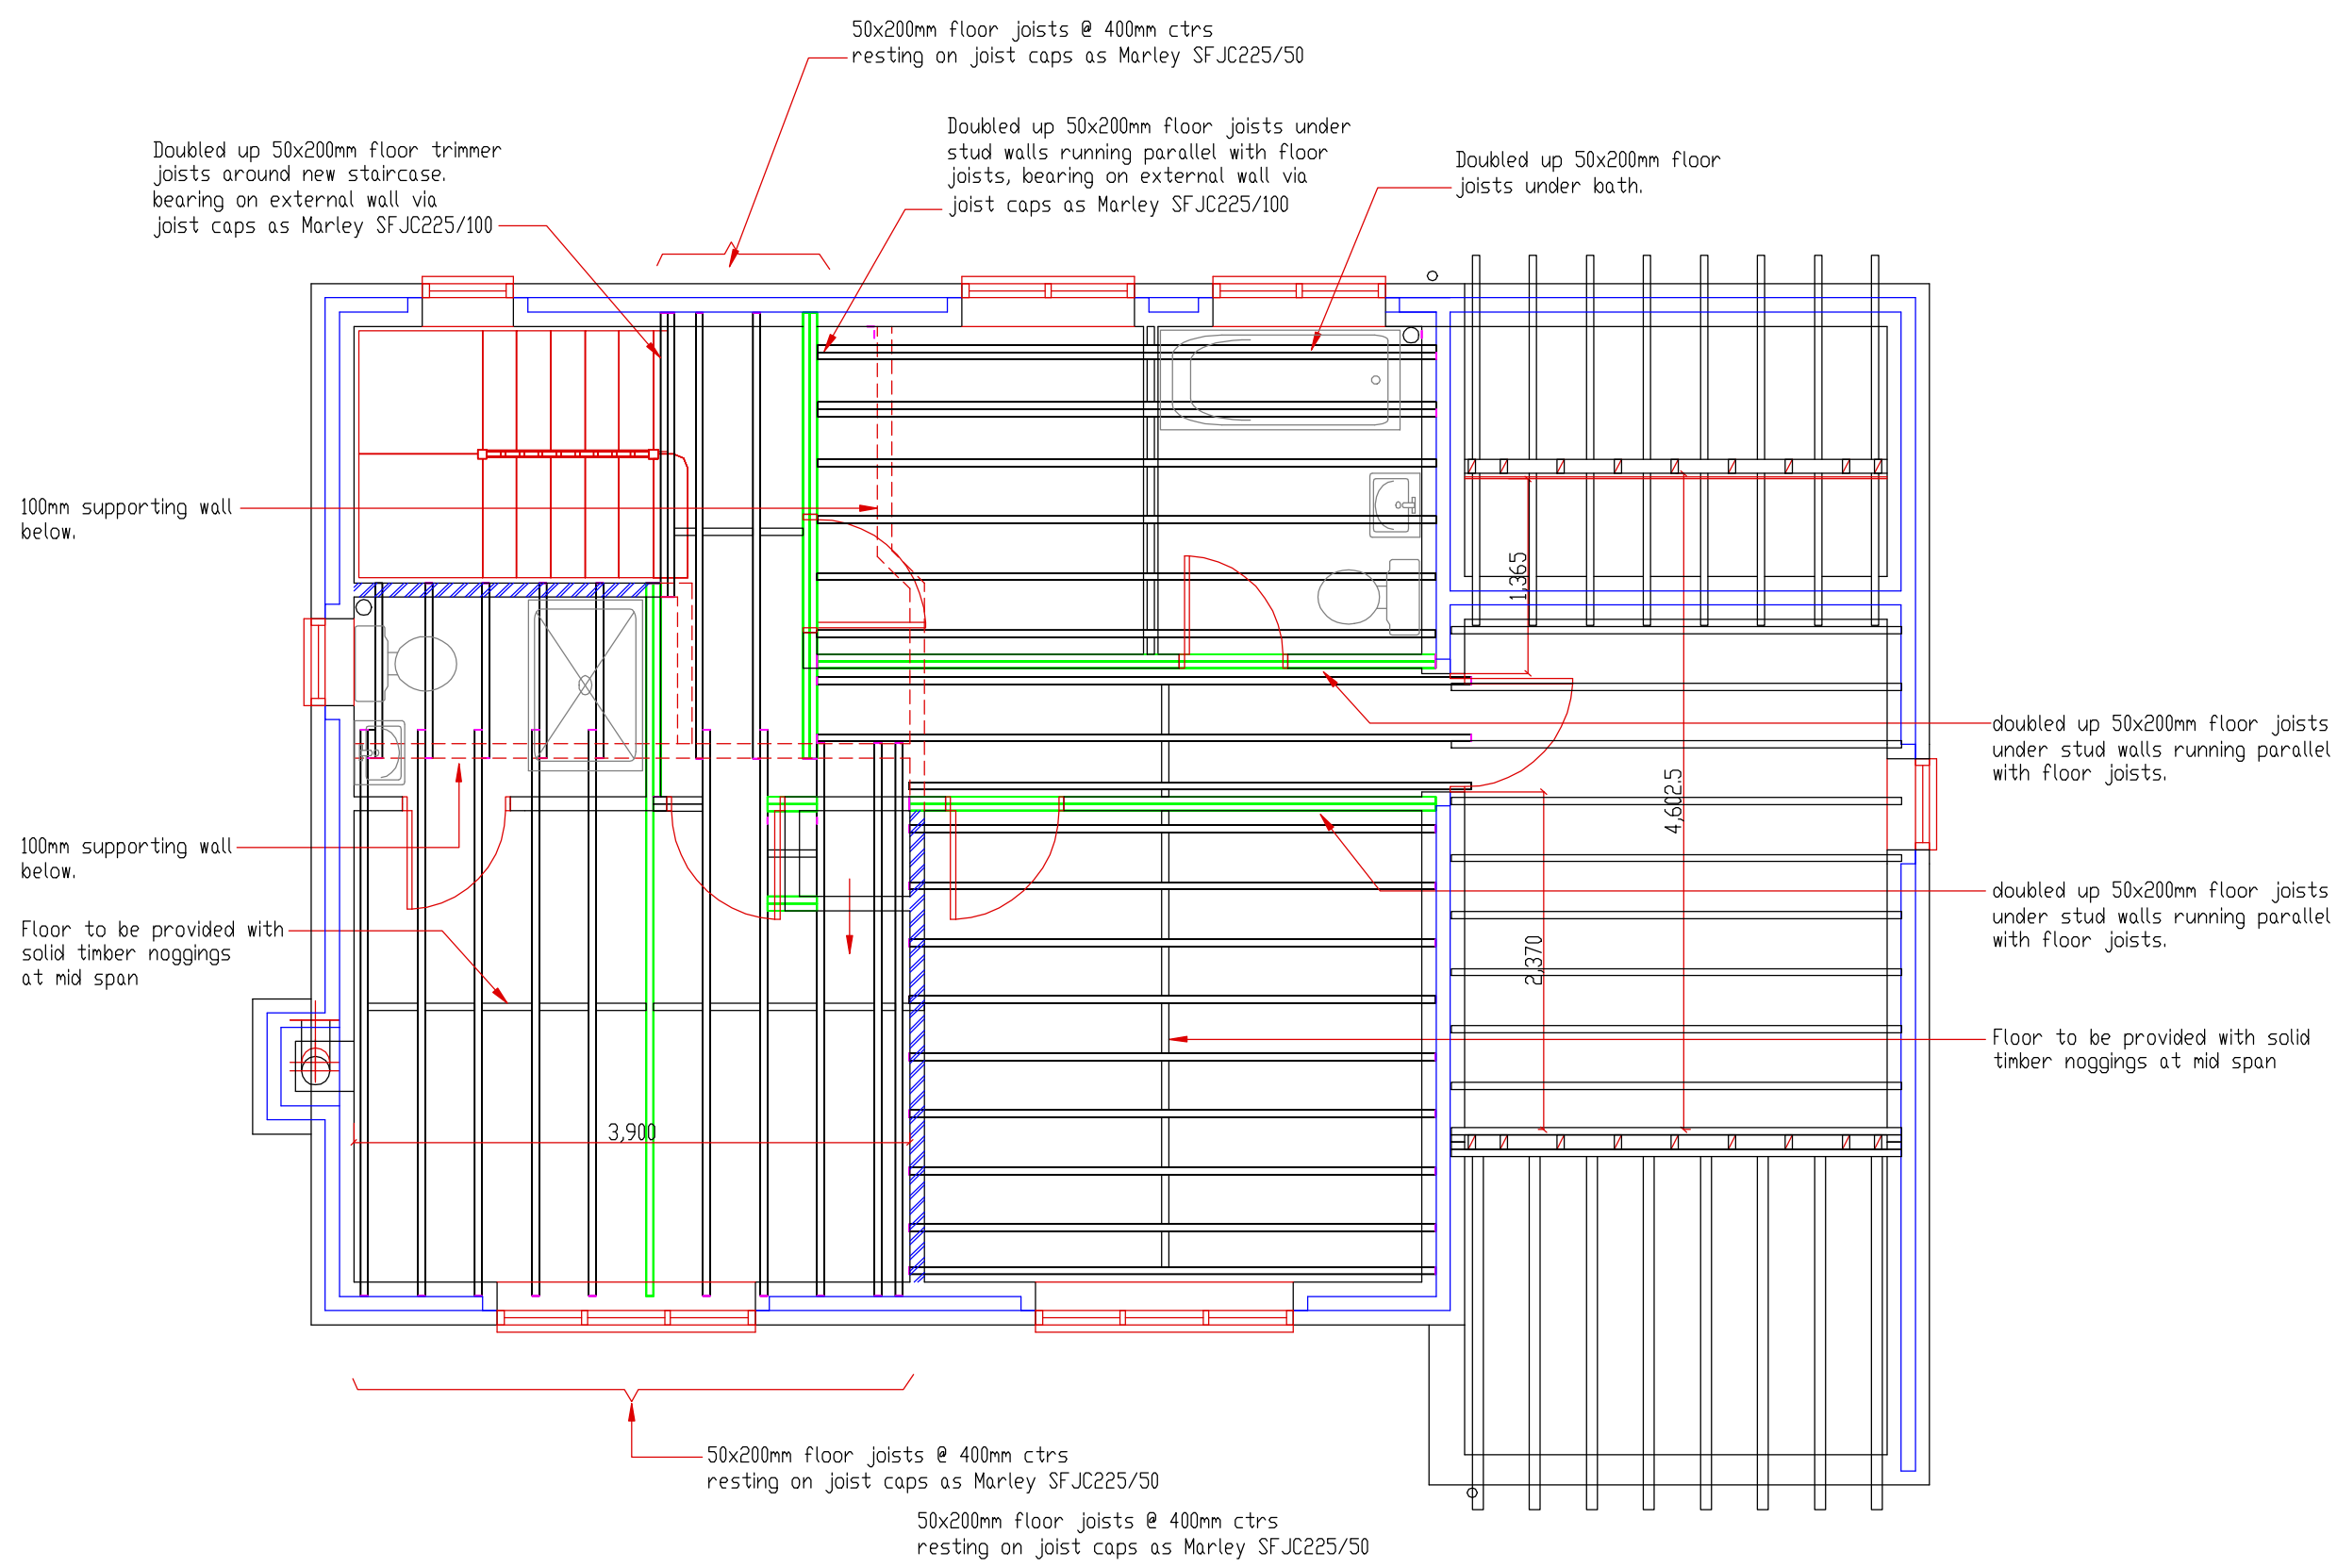 50x200mm floor joists @ 400mm ctrs
resting on joist caps as Marley SFJC225/50
Doubled up 50x200mm floor joists under
stud walls running parallel with floor
joists, bearing on external wall via
joist caps as Marley SFJC225/100
Doubled up 50x200mm floor trimmer
joists around new staircase.
bearing on external wall via
joist caps as Marley SFJC225/100
Doubled up 50x200mm floor
joists under bath.
100mm supporting wall
below.
1,365
doubled up 50x200mm floor joists
under stud walls running parallel
with floor joists.
4,602.5
100mm supporting wall
below.
doubled up 50x200mm floor joists
under stud walls running parallel
with floor joists.
Floor to be provided with
solid timber noggings
at mid span
2,370
Floor to be provided with solid
timber noggings at mid span
3,900
50x200mm floor joists @ 400mm ctrs
resting on joist caps as Marley SFJC225/50
50x200mm floor joists @ 400mm ctrs
resting on joist caps as Marley SFJC225/50